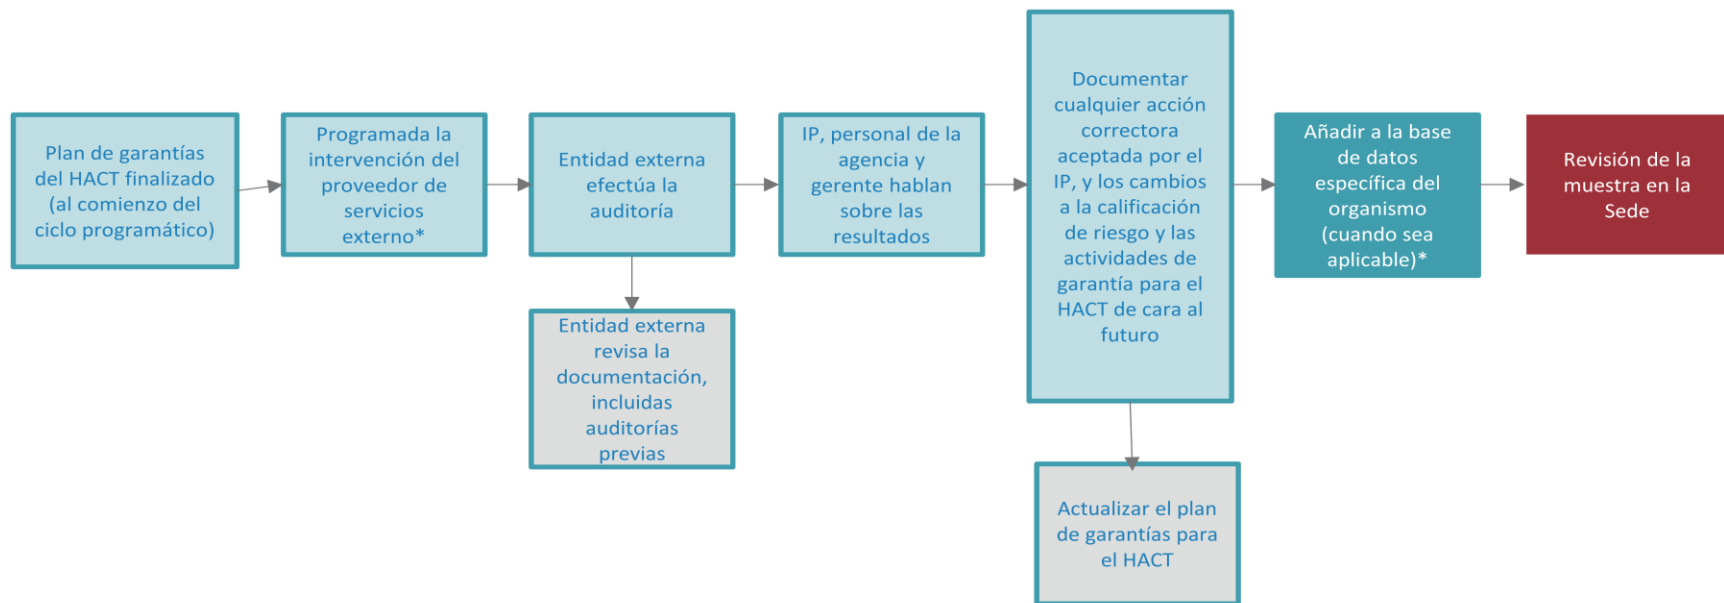 Plan de garantías
del HACT finalizado
(al comienzo del
ciclo programático)
Programada la
intervención del
proveedor de
servicios
externo*
Entidad externa
efectúa la
auditoría
Entidad externa
revisa la
documentación,
incluidas
auditorías
previas
IP, personal de la
agencia y
gerente hablan
sobre las
resultados
Documentar
cualquier acción
correctora
aceptada por el
IP, y los cambios
a la calificación
de riesgo y las
actividades de
garantía para el
HACT de cara al
futuro
Actualizar el plan
de garantías para
el HACT
Añadir a la base
de datos
específica del
organismo
(cuando sea
aplicable)*
Revisión de la
muestra en la
Sede